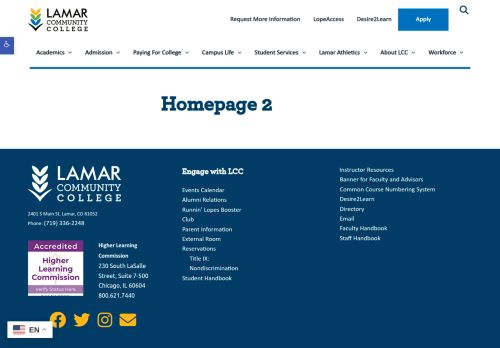 LAMAR
COMMUNITY
COLLEGE
Request More Information LopeAccess Desire2Learn Apply
Academics Admission Paying For College Campus Life Student Services Lamar Athletics About LCC Workforce
Homepage 2
LAMAR
COMMUNITY
COLLEGE
2401 S Main St, Lamar, CO 81052
Phone: (719) 336-2248
Accredited
Higher
Learning
Commission
Verify Status Here
Higher Learning
Commission
230 South LaSalle
Street, Suite 7-500
Chicago, IL 60604
800.621.7440
Engage with LCC
Events Calendar
Alumni Relations
Runnin' Lopes Booster
Club
Parent Information
External Room
Reservations
Title IX:
Nondiscrimination
Student Handbook
Instructor Resources
Banner for Faculty and Advisors
Common Course Numbering System
Desire2Learn
Directory
Email
Faculty Handbook
Staff Handbook
EN